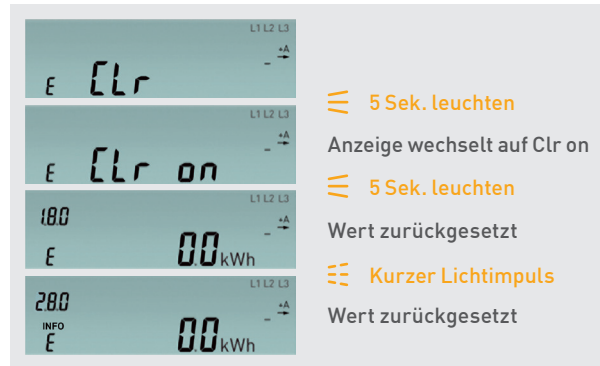 L1 L2 L3
+A
E CLr
5 Sek. leuchten
L1 L2 L3
+A
Anzeige wechselt auf Clr on
E CLr on
5 Sek. leuchten
L1 L2 L3
1.8.0
+A
Wert zurückgesetzt
E 0.0 kWh
Kurzer Lichtimpuls
L1 L2 L3
2.8.0
+A
Wert zurückgesetzt
INFO
E 0.0 kWh